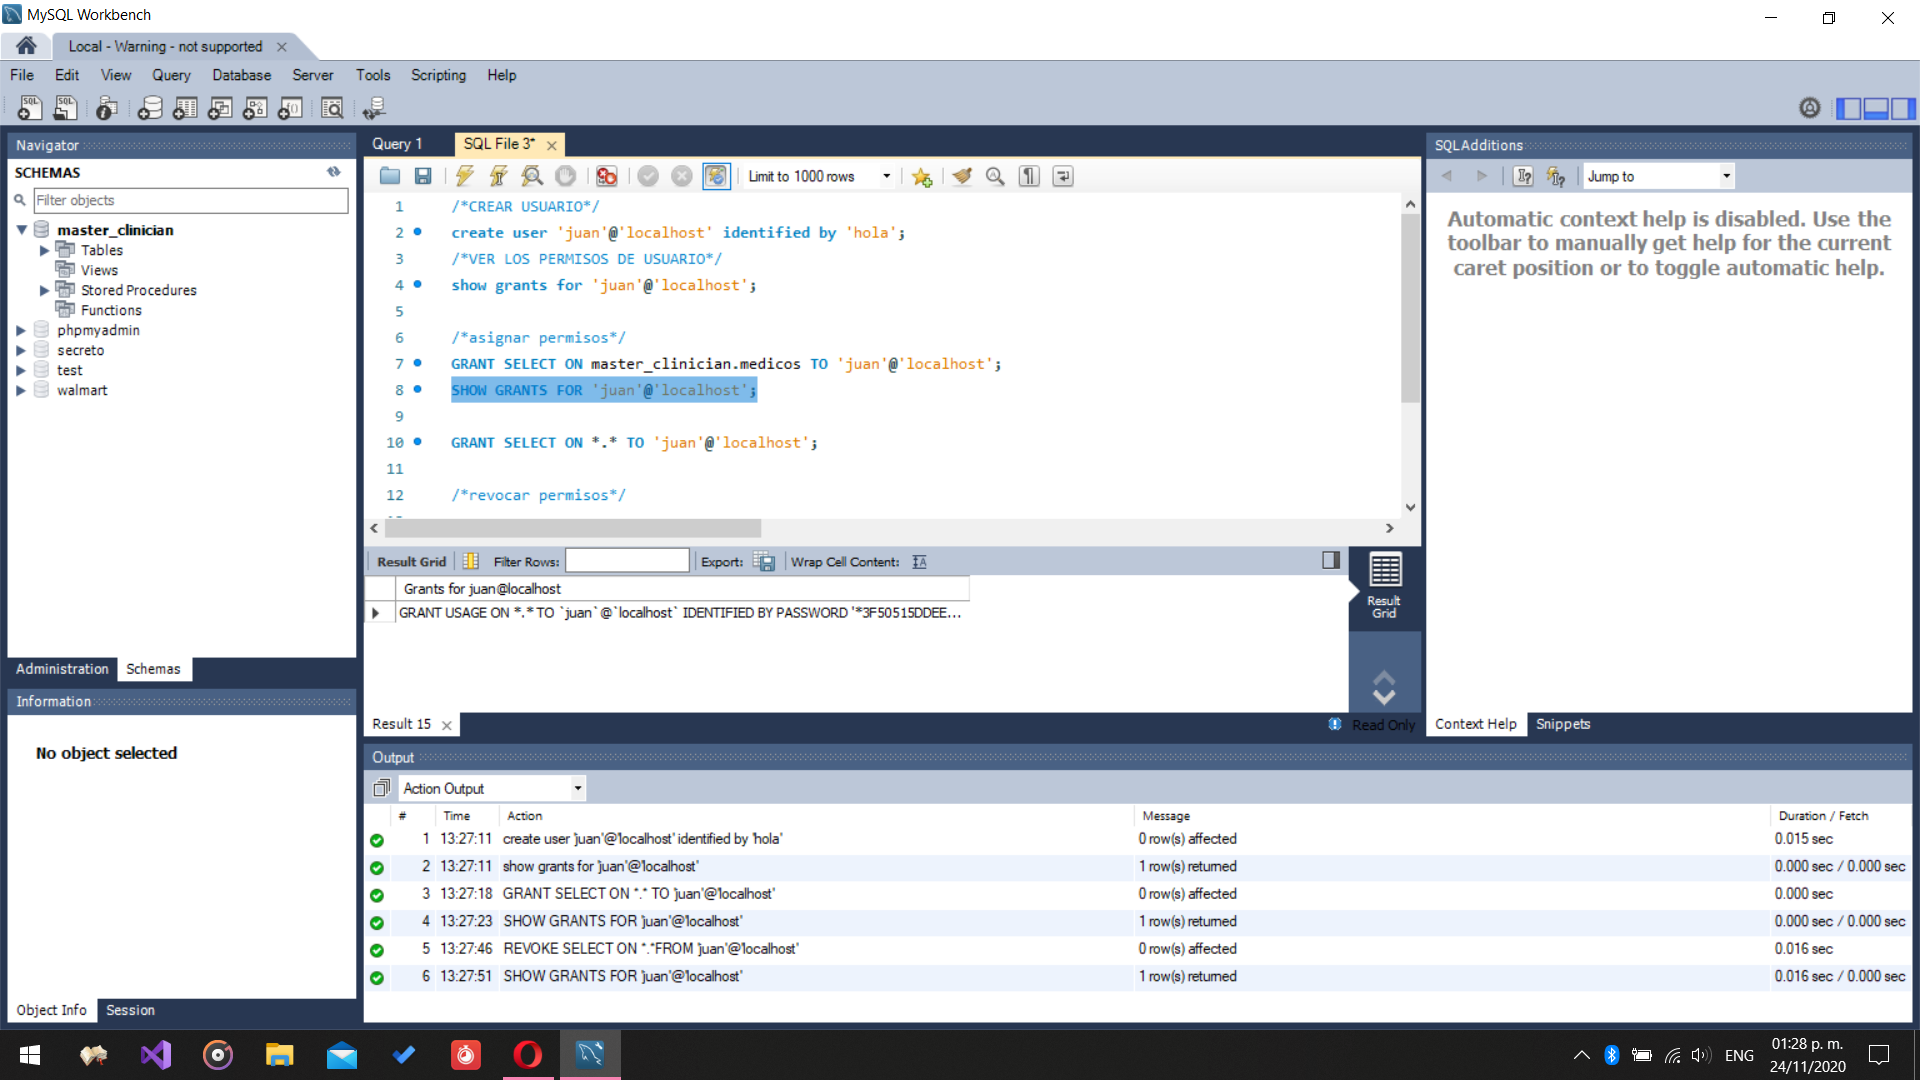 MySQL Workbench
Local - Warning - not supported
File Edit View Query Database Server Tools Scripting Help
Navigator
SCHEMAS
Filter objects
master_clinician
Tables
Views
Stored Procedures
Functions
phpmyadmin
secreto
test
walmart
Administration Schemas
Information
No object selected
Object Info Session
Query 1 SQL File 3*
Limit to 1000 rows
1 /*CREAR USUARIO*/
2 create user 'juan'@'localhost' identified by 'hola';
3 /*VER LOS PERMISOS DE USUARIO*/
4 show grants for 'juan'@'localhost';
5
6 /*asignar permisos*/
7 GRANT SELECT ON master_clinician.medicos TO 'juan'@'localhost';
8 SHOW GRANTS FOR 'juan'@'localhost';
9
10 GRANT SELECT ON *.* TO 'juan'@'localhost';
11
12 /*revocar permisos*/
Result Grid Filter Rows: Export: Wrap Cell Content:
Grants for juan@localhost
GRANT USAGE ON *.* TO `juan`@`localhost` IDENTIFIED BY PASSWORD '*3F50515DDEE...
Result Grid
Result 15
Read Only
SQLAdditions
Jump to
Automatic context help is disabled. Use the
toolbar to manually get help for the current
caret position or to toggle automatic help.
Context Help Snippets
Output
Action Output
# Time Action Message Duration / Fetch
1 13:27:11 create user 'juan'@'localhost' identified by 'hola' 0 row(s) affected 0.015 sec
2 13:27:11 show grants for 'juan'@'localhost' 1 row(s) returned 0.000 sec / 0.000 sec
3 13:27:18 GRANT SELECT ON *.* TO 'juan'@'localhost' 0 row(s) affected 0.000 sec
4 13:27:23 SHOW GRANTS FOR 'juan'@'localhost' 1 row(s) returned 0.000 sec / 0.000 sec
5 13:27:46 REVOKE SELECT ON *.*FROM 'juan'@'localhost' 0 row(s) affected 0.016 sec
6 13:27:51 SHOW GRANTS FOR 'juan'@'localhost' 1 row(s) returned 0.016 sec / 0.000 sec
ENG
01:28 p. m.
24/11/2020